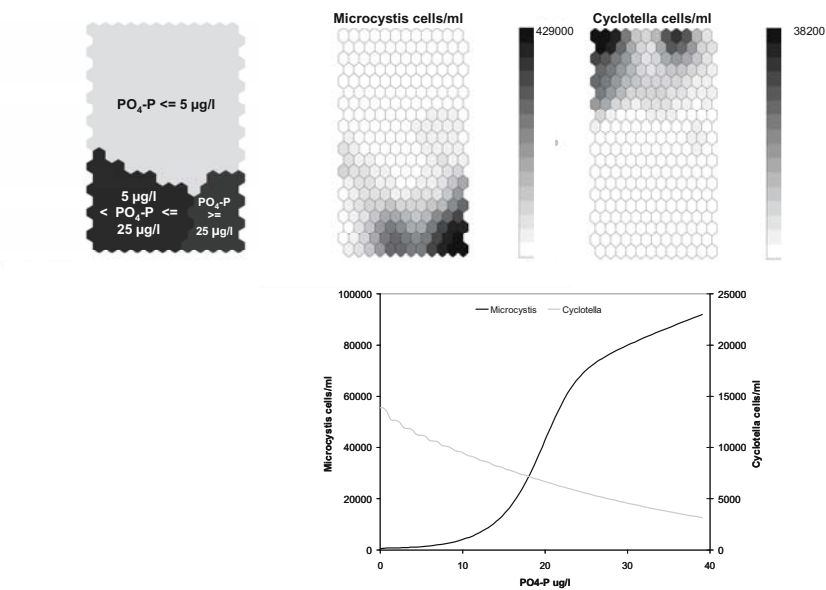 Microcystis cells/ml
Cyclotella cells/ml
429000
38200
PO4-P <= 5 µg/l
5 µg/l
< PO4-P <=
25 µg/l
PO4-P
>=
25 µg/l
Microcystis
Cyclotella
100000
80000
60000
40000
20000
0
Microcystis cells/ml
25000
20000
15000
10000
5000
0
Cyclotella cells/ml
0 10 20 30 40
PO4-P ug/l